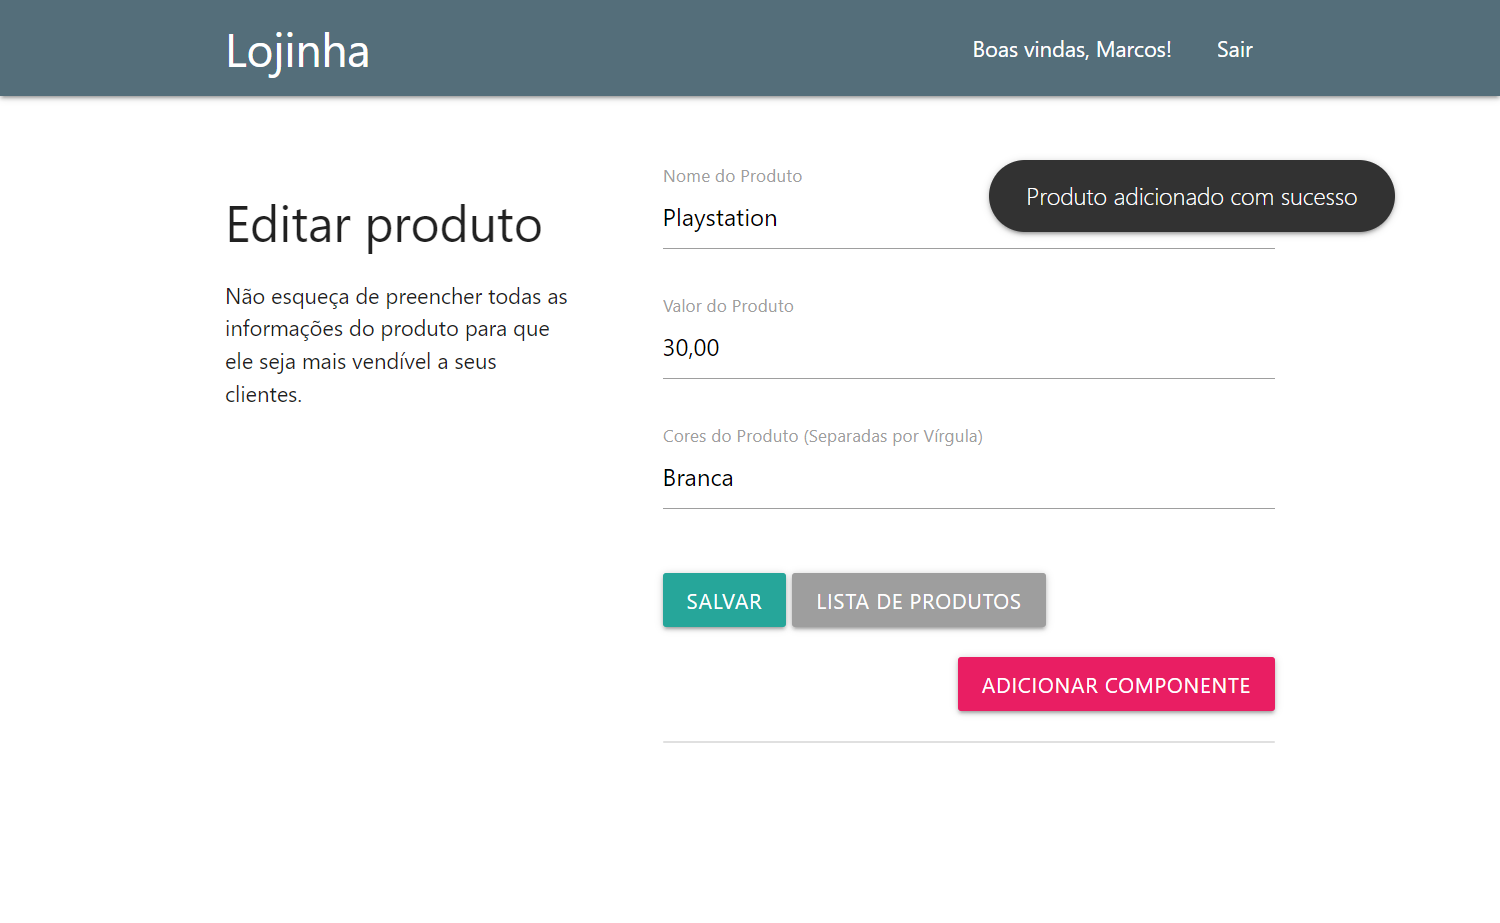 Lojinha
Boas vindas, Marcos!
Sair
Editar produto
Não esqueça de preencher todas as
informações do produto para que
ele seja mais vendível a seus
clientes.
Nome do Produto
Playstation
Produto adicionado com sucesso
Valor do Produto
30,00
Cores do Produto (Separadas por Vírgula)
Branca
SALVAR
LISTA DE PRODUTOS
ADICIONAR COMPONENTE